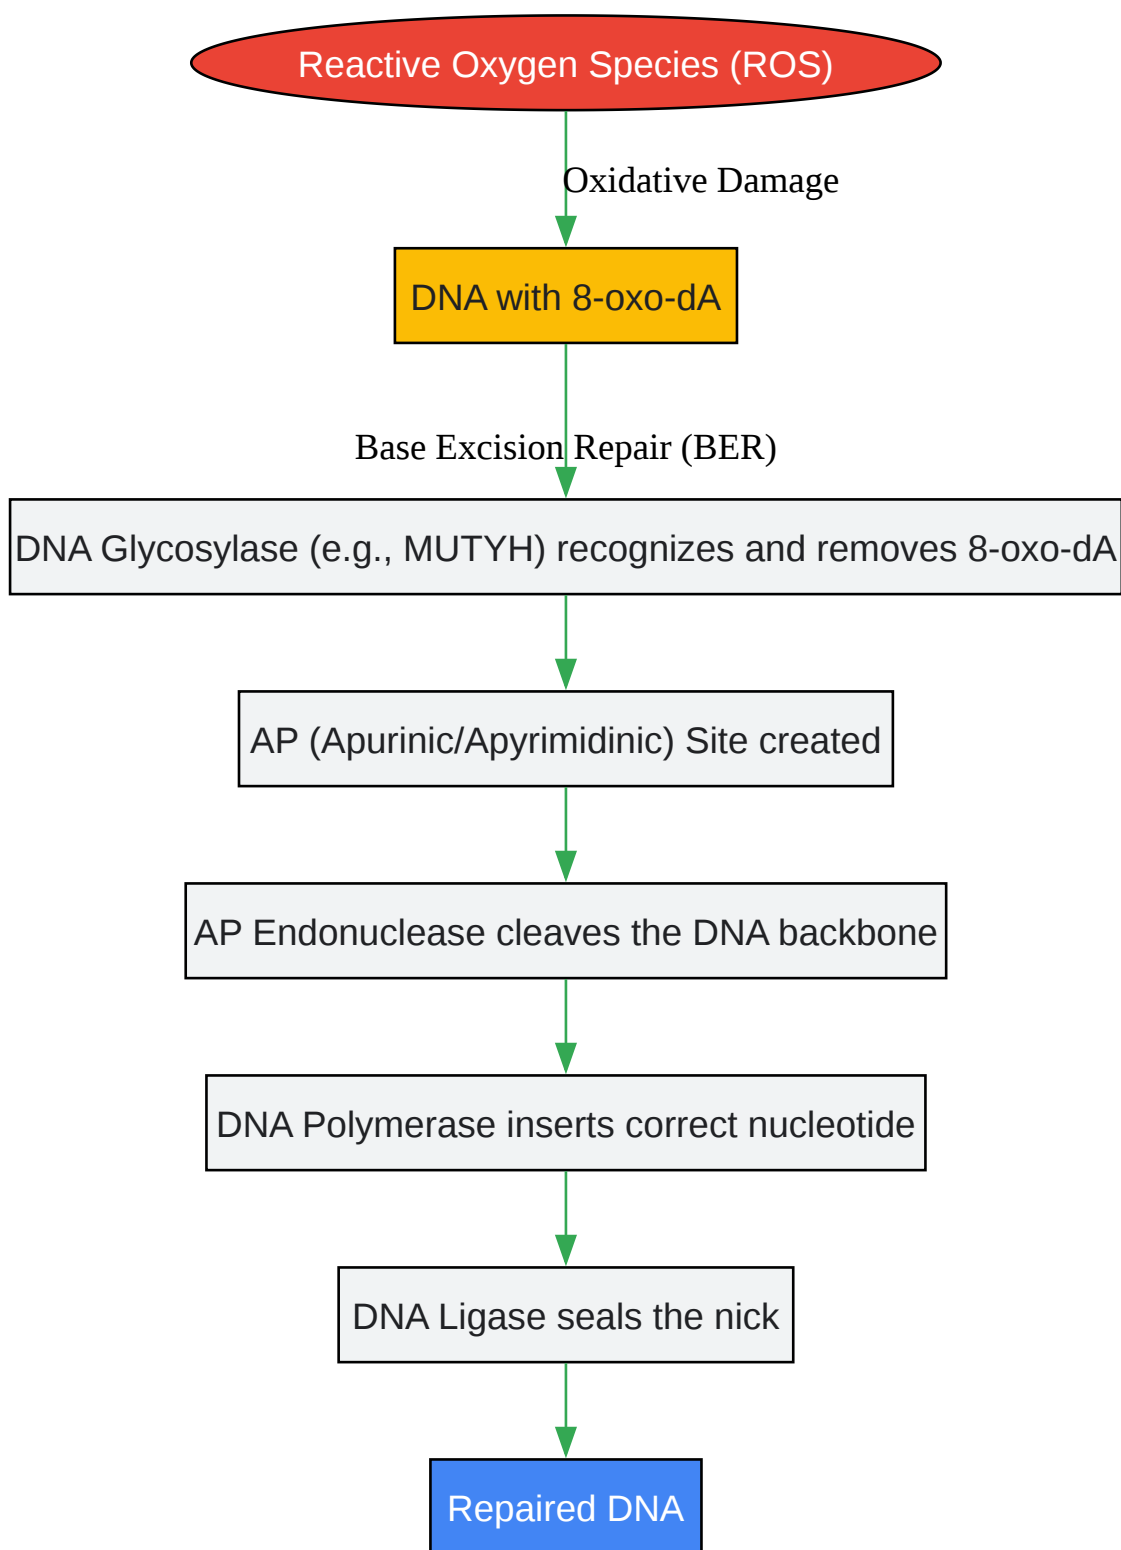 Reactive Oxygen Species (ROS)
Oxidative Damage
DNA with 8-oxo-dA
Base Excision Repair (BER)
DNA Glycosylase (e.g., MUTYH) recognizes and removes 8-oxo-dA
AP (Apurinic/Apyrimidinic) Site created
AP Endonuclease cleaves the DNA backbone
DNA Polymerase inserts correct nucleotide
DNA Ligase seals the nick
Repaired DNA